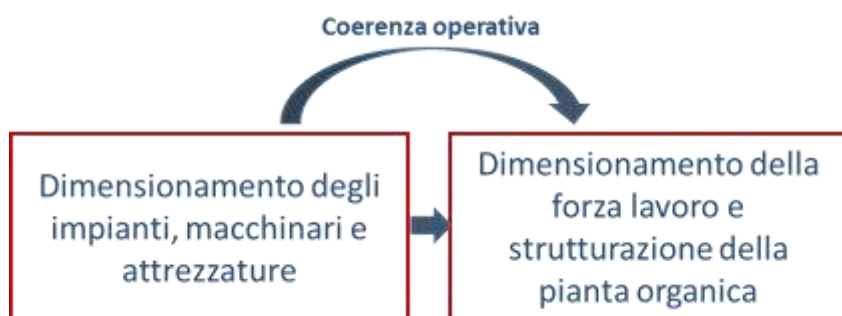 Coerenza operativa
Dimensionamento degli
impianti, macchinari e
attrezzature
Dimensionamento della
forza lavoro e
strutturazione della
pianta organica